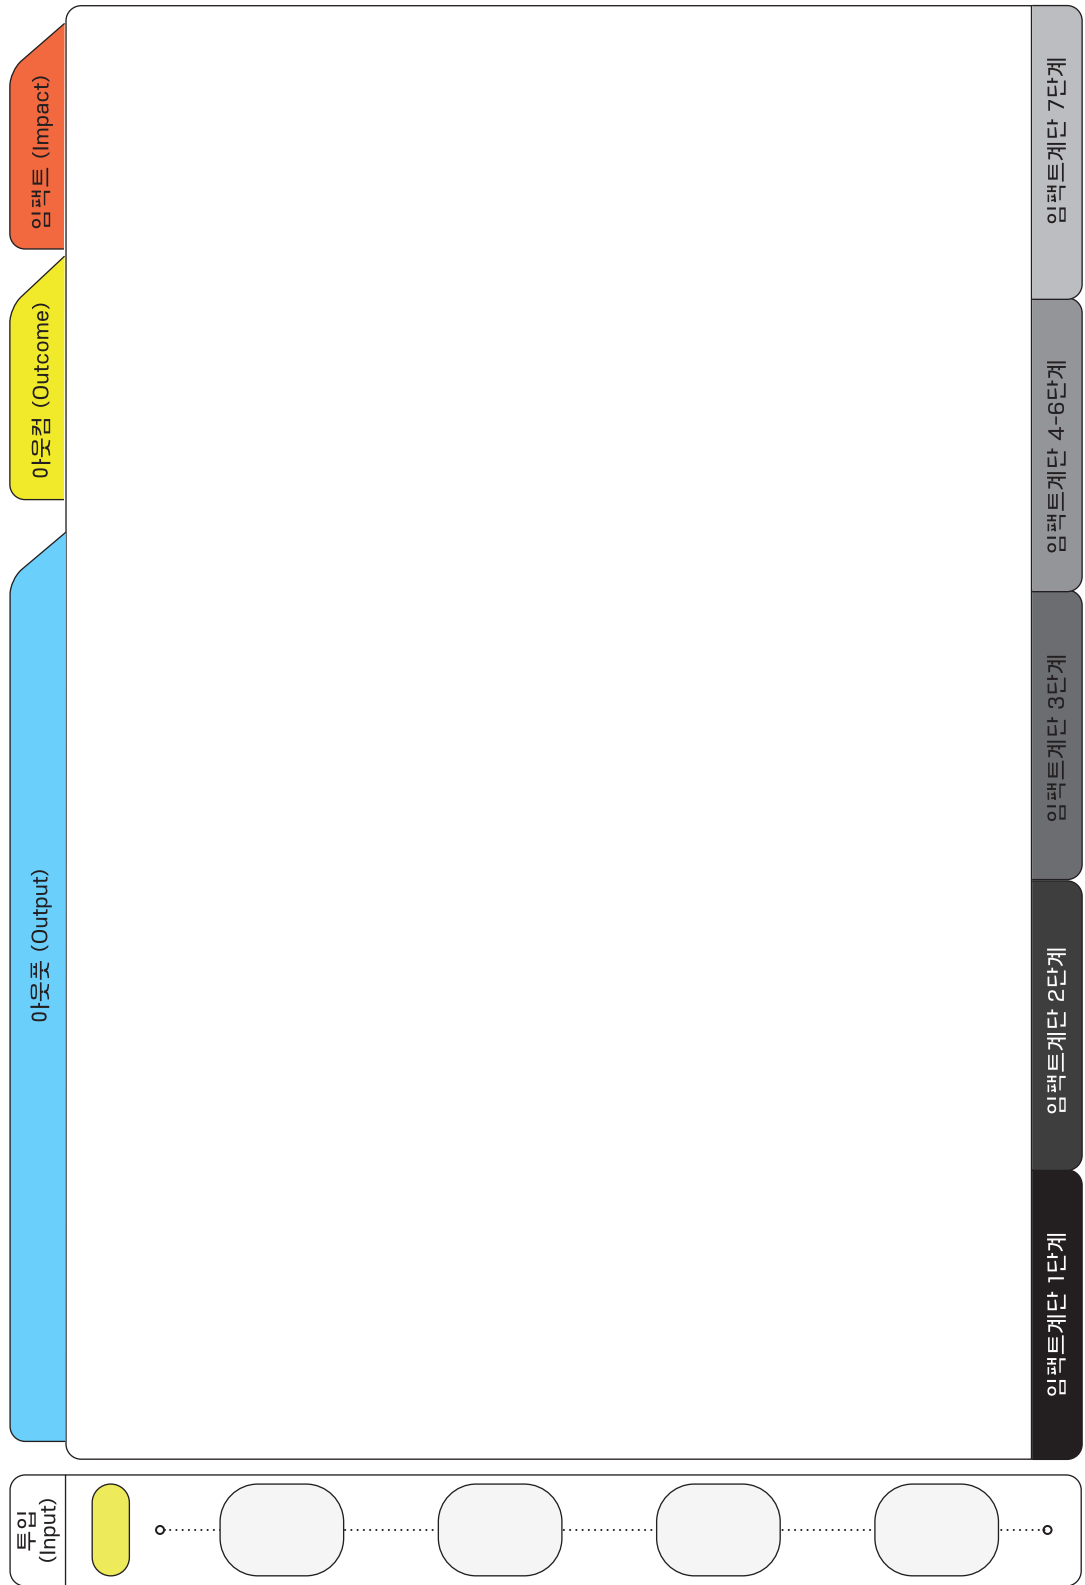 임팩트 (Impact)
아웃컴 (Outcome)
아웃풋 (Output)
투입
(Input)
임팩트계단 7단계
임팩트계단 4-6단계
임팩트계단 3단계
임팩트계단 2단계
임팩트계단 1단계